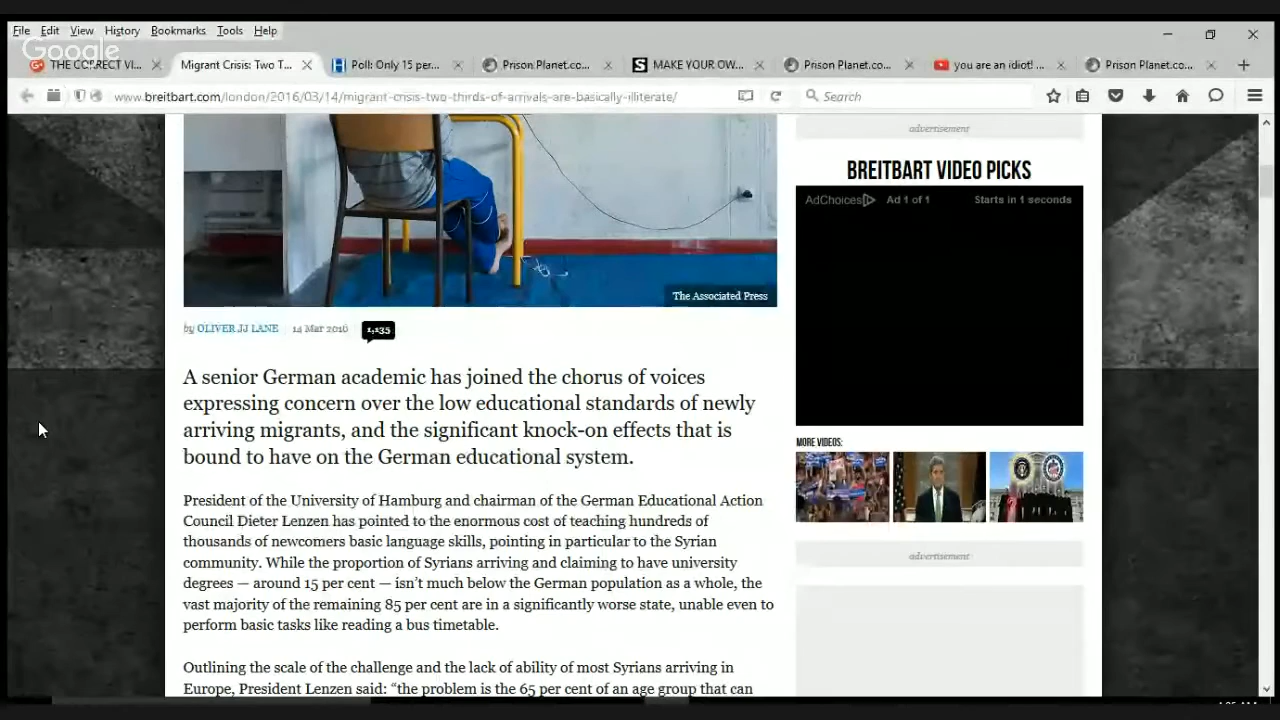 File Edit View History Bookmarks Tools Help
Google
THE CORRECT VI...
Migrant Crisis: Two T...
Poll: Only 15 per...
Prison Planet.co...
MAKE YOUR OW...
Prison Planet.co...
you are an idiot! ...
Prison Planet.co...
www.breitbart.com/london/2016/03/14/migrant-crisis-two-thirds-of-arrivals-are-basically-illiterate/
Search
advertisement
BREITBART VIDEO PICKS
AdChoices Ad 1 of 1 Starts in 1 seconds
The Associated Press
by OLIVER JJ LANE 14 Mar 2016 1,135
A senior German academic has joined the chorus of voices
expressing concern over the low educational standards of newly
arriving migrants, and the significant knock-on effects that is
bound to have on the German educational system.
MORE VIDEOS:
President of the University of Hamburg and chairman of the German Educational Action
Council Dieter Lenzen has pointed to the enormous cost of teaching hundreds of
thousands of newcomers basic language skills, pointing in particular to the Syrian
community. While the proportion of Syrians arriving and claiming to have university
degrees — around 15 per cent — isn't much below the German population as a whole, the
vast majority of the remaining 85 per cent are in a significantly worse state, unable even to
perform basic tasks like reading a bus timetable.
advertisement
Outlining the scale of the challenge and the lack of ability of most Syrians arriving in
Europe, President Lenzen said: “the problem is the 65 per cent of an age group that can